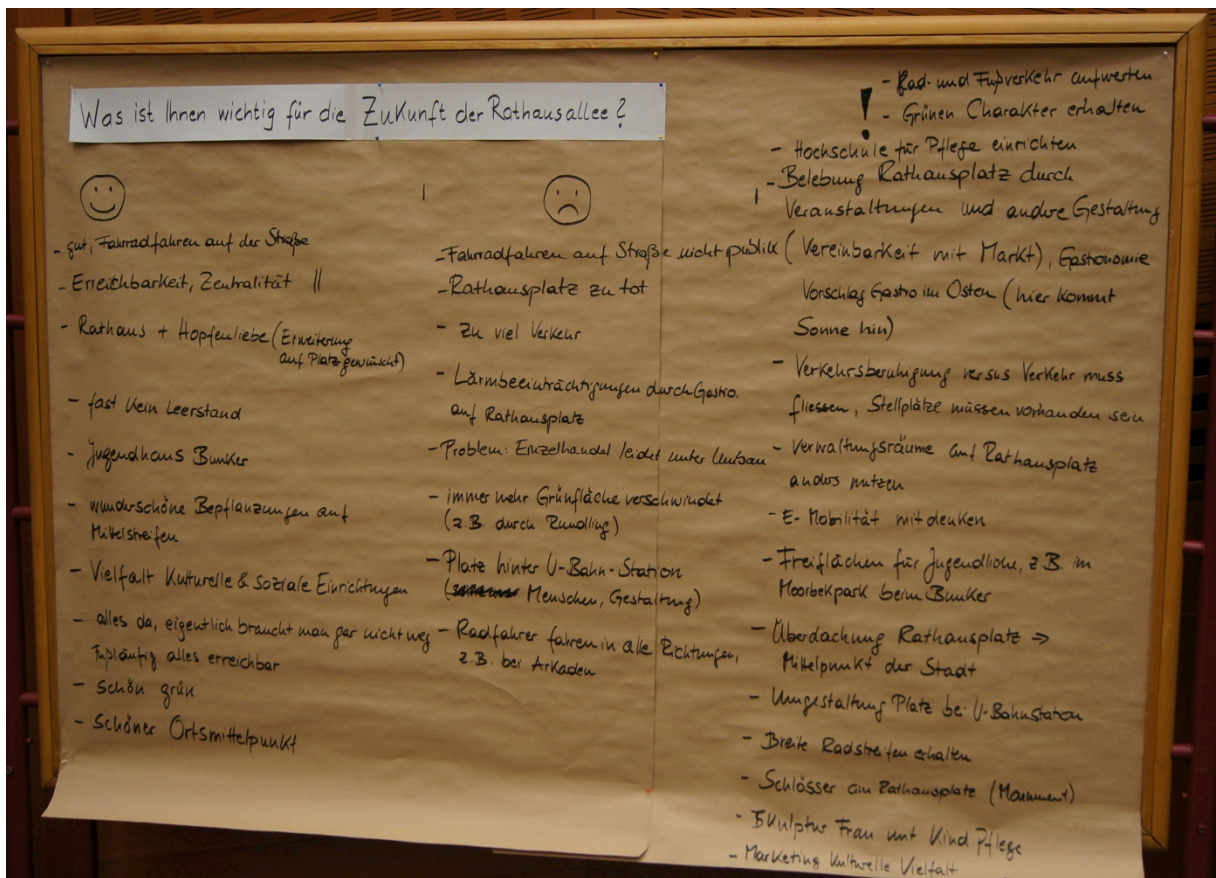 Was ist Ihnen wichtig für die Zukunft der Rathausallee?
- gut, Fahrradfahren auf der Straße
- Erreichbarkeit, Zentralität ||
- Rathaus + Hopfenliebe (Erweiterung
auf Platz gewünscht)
- fast kein Leerstand
- Jugendhaus Bunker
- wunderschöne Bepflanzungen auf
Mittelstreifen
- Vielfalt Kulturelle & Soziale Einrichtungen
- alles da, eigentlich braucht man gar nicht weg
Fußläufig alles erreichbar
- Schön grün
- Schöner Ortsmittelpunkt
- Fahrradfahren auf Straße nicht publik
- Rathausplatz zu tot
- zu viel Verkehr
- Lärmbeeinträchtigungen durch Gastro.
auf Rathausplatz
- Problem: Einzelhandel leidet unter Umbau
- immer mehr Grünfläche verschwindet
(z.B. durch Rundling)
- Platz hinter U-Bahn-Station
(Menschen, Gestaltung)
- Radfahrer fahren in alle Richtungen,
z.B. bei Arkaden
!
- Rad- und Fußverkehr aufwerten
- Grünen Charakter erhalten
- Hochschule für Pflege einrichten
- Belebung Rathausplatz durch
Veranstaltungen und andere Gestaltung
(Vereinbarkeit mit Markt), Gastronomie
Vorschlag Gastro im Osten (hier kommt
Sonne hin)
- Verkehrsberuhigung versus Verkehr muss
fliessen, Stellplätze müssen vorhanden sein
- Verwaltungsräume auf Rathausplatz
anders nutzen
- E-Mobilität mitdenken
- Freiflächen für Jugendliche, z.B. im
Moorbekpark beim Bunker
- Überdachung Rathausplatz ⇒
Mittelpunkt der Stadt
- Umgestaltung Platz bei U-Bahnstation
- Breite Radstreifen erhalten
- Schlösser am Rathausplatz (Monument)
- Skulptur Frau mit Kind Pflege
- Marketing kulturelle Vielfalt